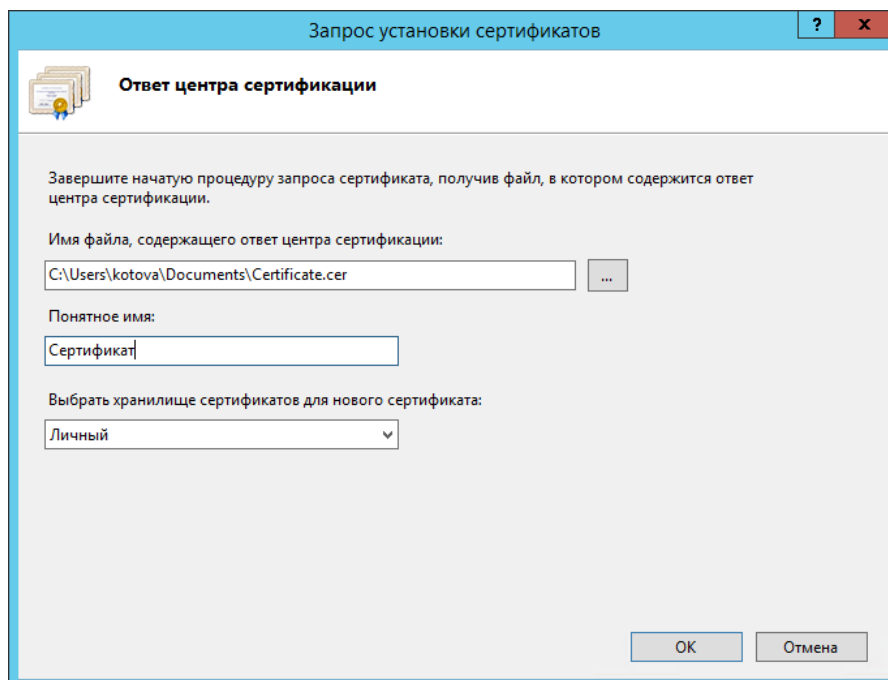 Запрос установки сертификатов
? x
Ответ центра сертификации
Завершите начатую процедуру запроса сертификата, получив файл, в котором содержится ответ
центра сертификации.
Имя файла, содержащего ответ центра сертификации:
C:\Users\kotova\Documents\Certificate.cer
...
Понятное имя:
Сертификат
Выбрать хранилище сертификатов для нового сертификата:
Личный
ОК Отмена